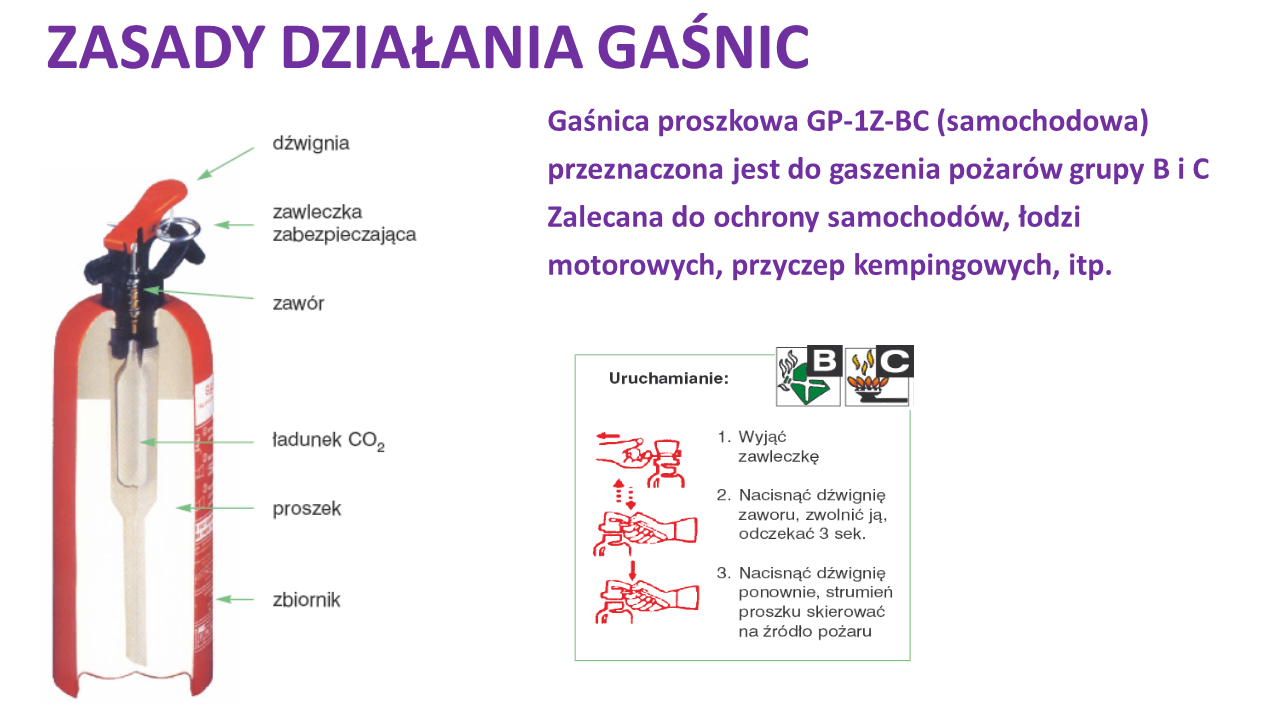 ZASADY DZIAŁANIA GAŚNIC
Gaśnica proszkowa GP-1Z-BC (samochodowa)
przeznaczona jest do gaszenia pożarów grupy B i C
Zalecana do ochrony samochodów, łodzi
motorowych, przyczep kempingowych, itp.
dźwignia
zawleczka
zabezpieczająca
zawór
ładunek CO₂
proszek
zbiornik
Uruchamianie:
B
C
1. Wyjąć
zawleczkę
2. Nacisnąć dźwignię
zaworu, zwolnić ją,
odczekać 3 sek.
3. Nacisnąć dźwignię
ponownie, strumień
proszku skierować
na źródło pożaru